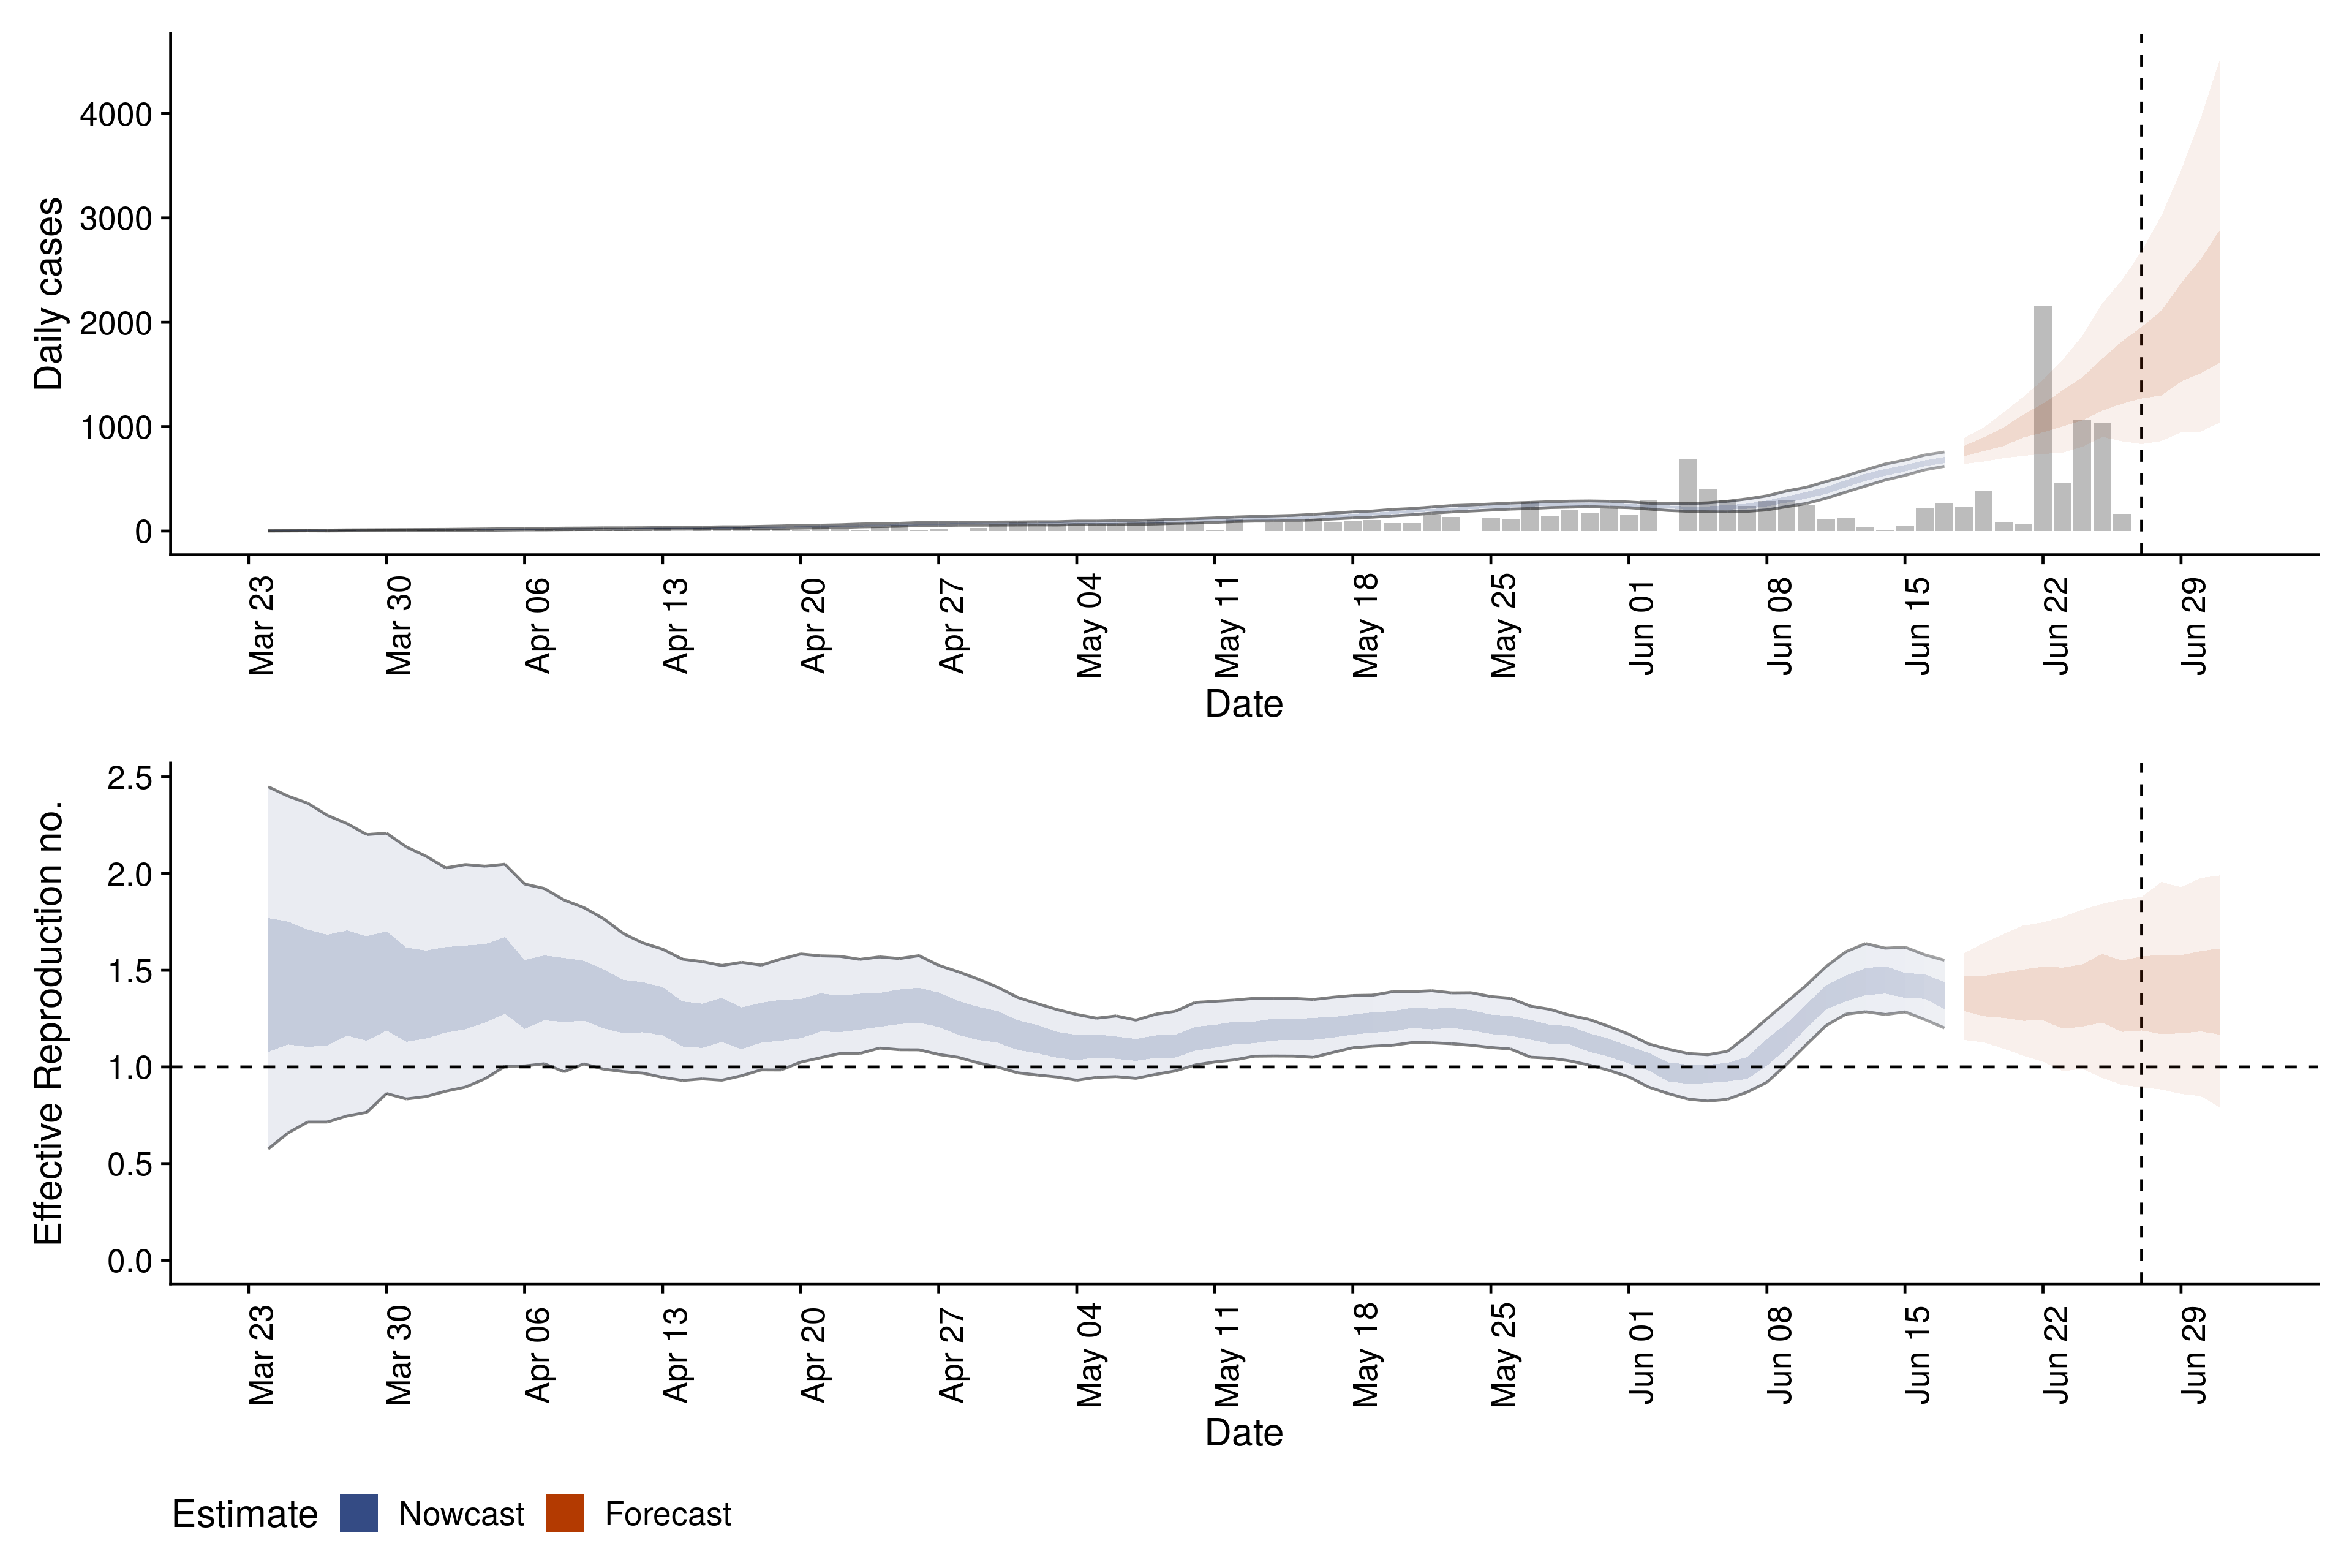 Daily cases
4000
3000
2000
1000
0
Mar 23
Mar 30
Apr 06
Apr 13
Apr 20
Apr 27
May 04
May 11
May 18
May 25
Jun 01
Jun 08
Jun 15
Jun 22
Jun 29
Date
Effective Reproduction no.
2.5
2.0
1.5
1.0
0.5
0.0
Mar 23
Mar 30
Apr 06
Apr 13
Apr 20
Apr 27
May 04
May 11
May 18
May 25
Jun 01
Jun 08
Jun 15
Jun 22
Jun 29
Date
Estimate Nowcast Forecast